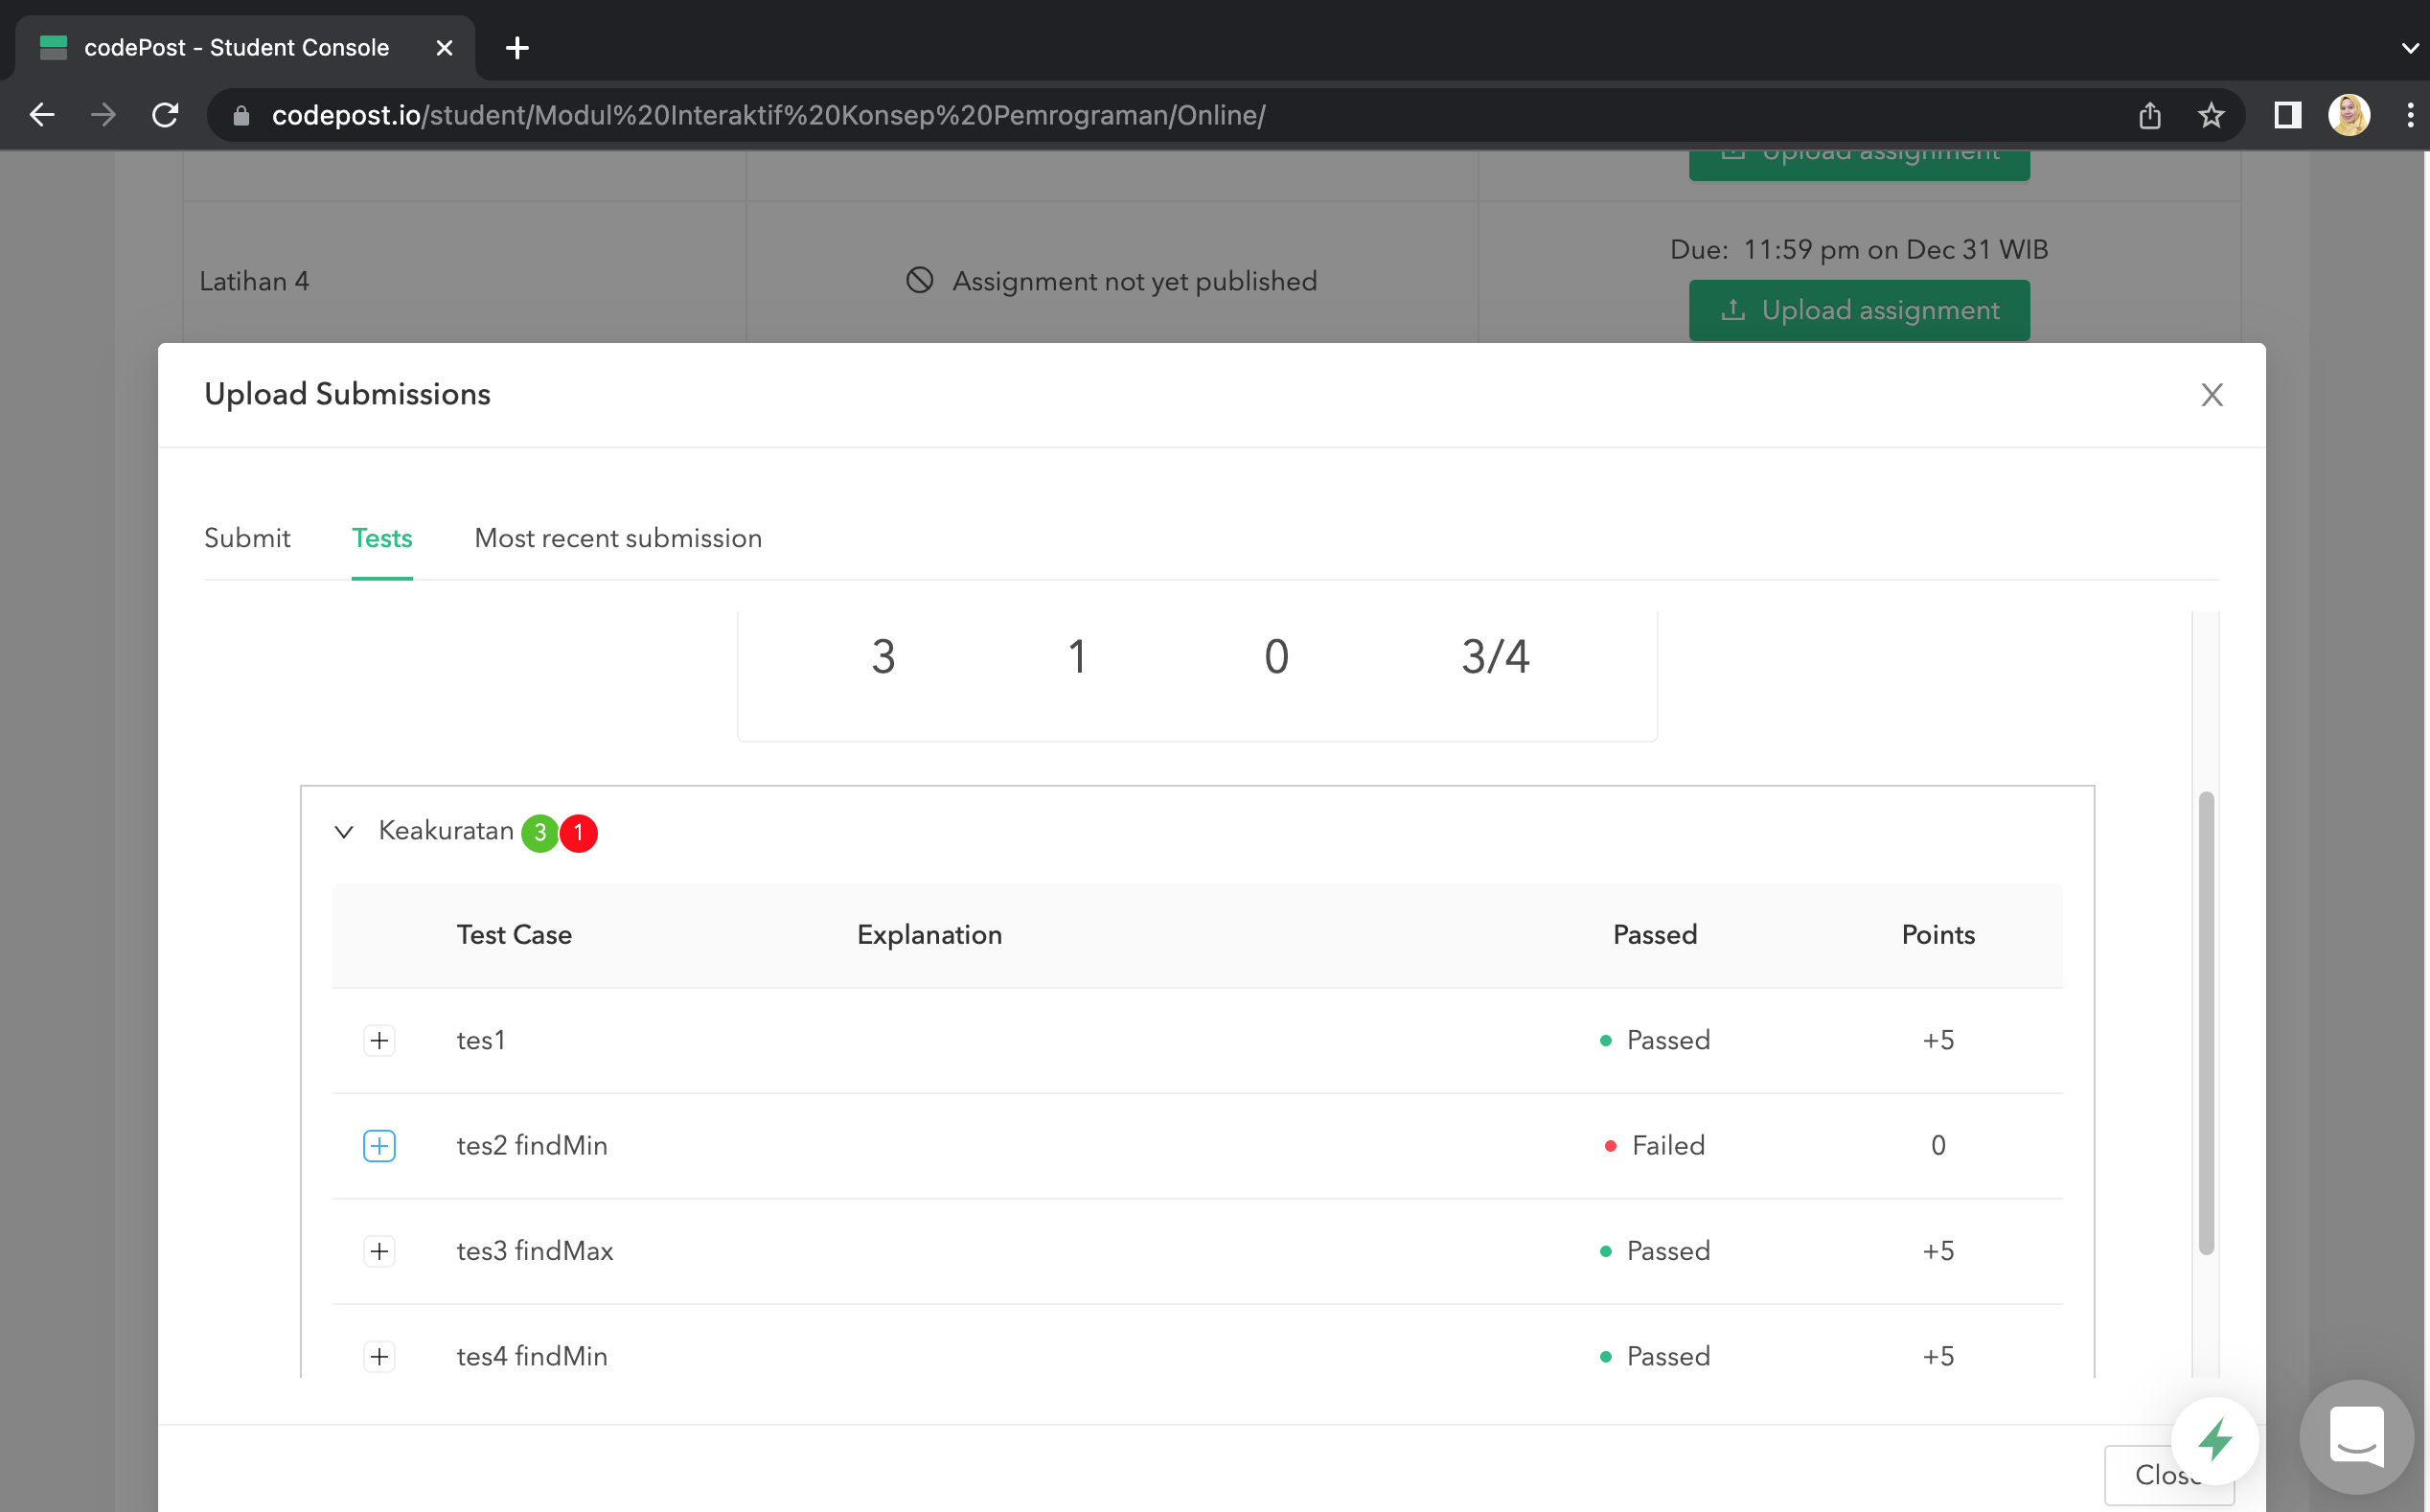 codePost - Student Console
codepost.io/student/Modul%20Interaktif%20Konsep%20Pemrograman/Online/
Upload assignment
Due: 11:59 pm on Dec 31 WIB
Latihan 4
Assignment not yet published
Upload assignment
Upload Submissions
X
Submit Tests Most recent submission
3 1 0 3/4
Keakuratan 3 1
Test Case Explanation Passed Points
tes1 Passed +5
tes2 findMin Failed 0
tes3 findMax Passed +5
tes4 findMin Passed +5
Close